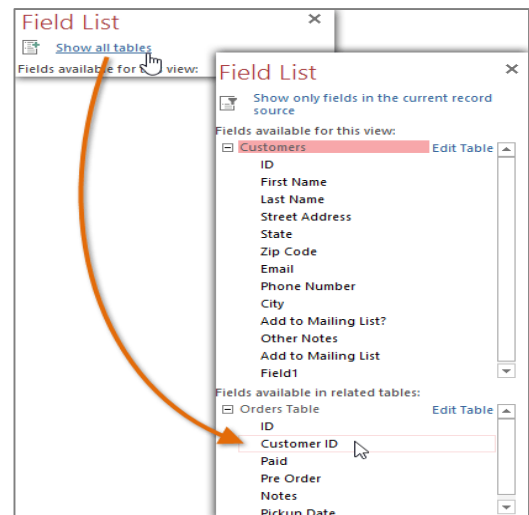 Field List
Show all tables
Fields available for this view:
Field List
Show only fields in the current record
source
Fields available for this view:
Customers Edit Table
ID
First Name
Last Name
Street Address
State
Zip Code
Email
Phone Number
City
Add to Mailing List?
Other Notes
Add to Mailing List
Field1
Fields available in related tables:
Orders Table Edit Table
ID
Customer ID
Paid
Pre Order
Notes
Pickup Date